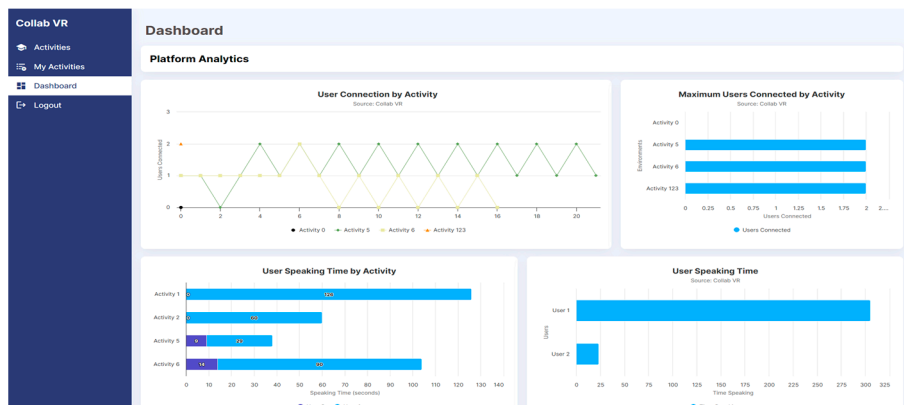 Collab VR
Activities
My Activities
Dashboard
Logout
Dashboard
Platform Analytics
User Connection by Activity
Source: Collab VR
Users Connected
3
2
1
0
0 2 4 6 8 10 12 14 16 18 20
Activity 0 Activity 5 Activity 6 Activity 123
Maximum Users Connected by Activity
Source: Collab VR
Environments
Activity 0
Activity 5
Activity 6
Activity 123
0 0.25 0.5 0.75 1 1.25 1.5 1.75 2 2....
Users Connected
Users Connected
User Speaking Time by Activity
Activity 1 0 126
Activity 2 0 60
Activity 5 9 29
Activity 6 14 90
0 10 20 30 40 50 60 70 80 90 100 110 120 130 140
Speaking Time (seconds)
User Speaking Time
Source: Collab VR
Users
User 1
User 2
0 25 50 75 100 125 150 175 200 225 250 275 300 325
Time Speaking